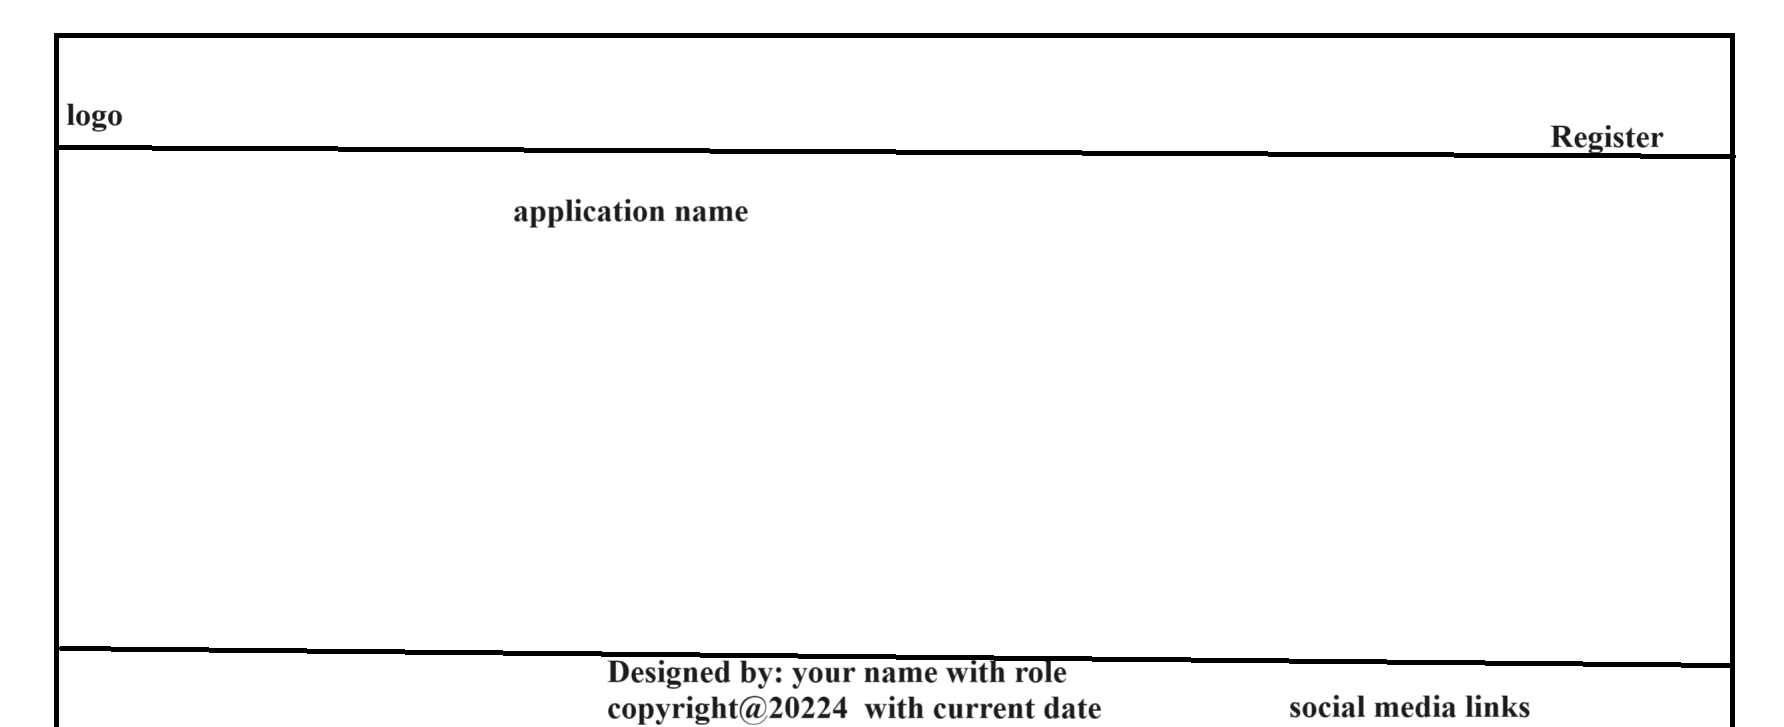 logo
Register
application name
Designed by: your name with role
copyright@20224 with current date
social media links